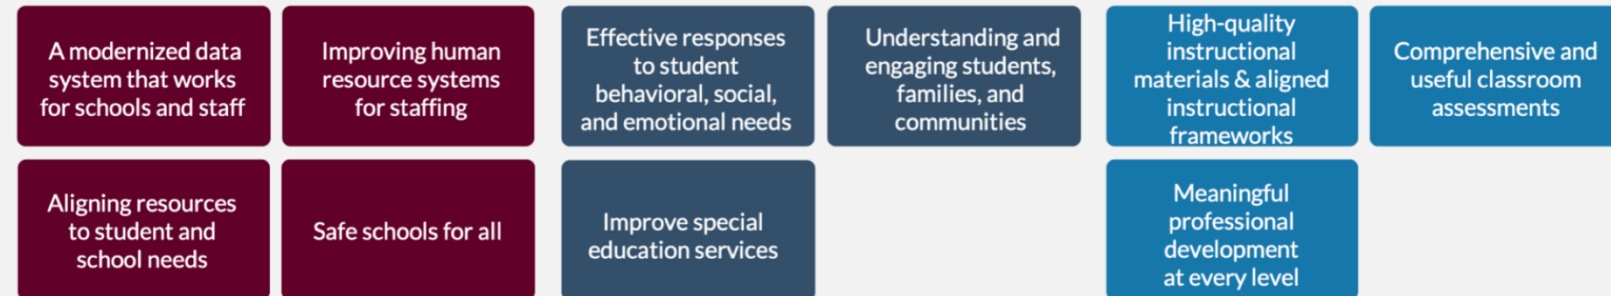 A modernized data
system that works
for schools and staff
Improving human
resource systems
for staffing
Effective responses
to student
behavioral, social,
and emotional needs
Understanding and
engaging students,
families, and
communities
High-quality
instructional
materials & aligned
instructional
frameworks
Comprehensive and
useful classroom
assessments
Aligning resources
to student and
school needs
Safe schools for all
Improve special
education services
Meaningful
professional
development
at every level